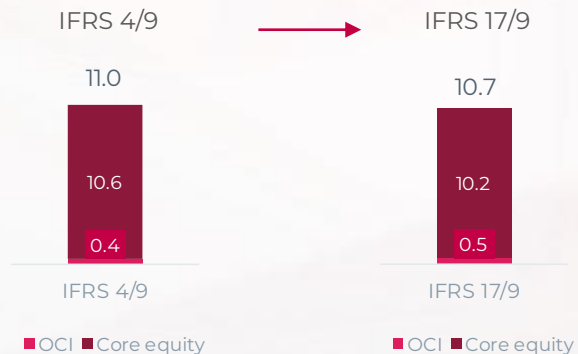 IFRS 4/9
IFRS 17/9
11.0
10.7
10.6
10.2
0.4
0.5
IFRS 4/9
IFRS 17/9
OCI Core equity
OCI Core equity